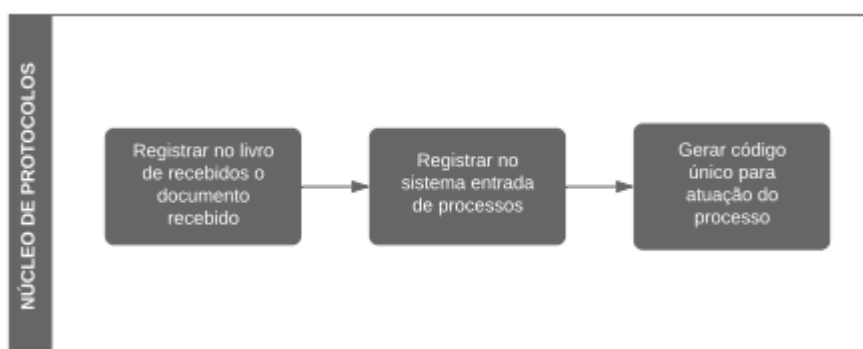 NÚCLEO DE PROTOCOLOS
Registrar no livro
de recebidos o
documento
recebido
Registrar no
sistema entrada
de processos
Gerar código
único para
atuação do
processo